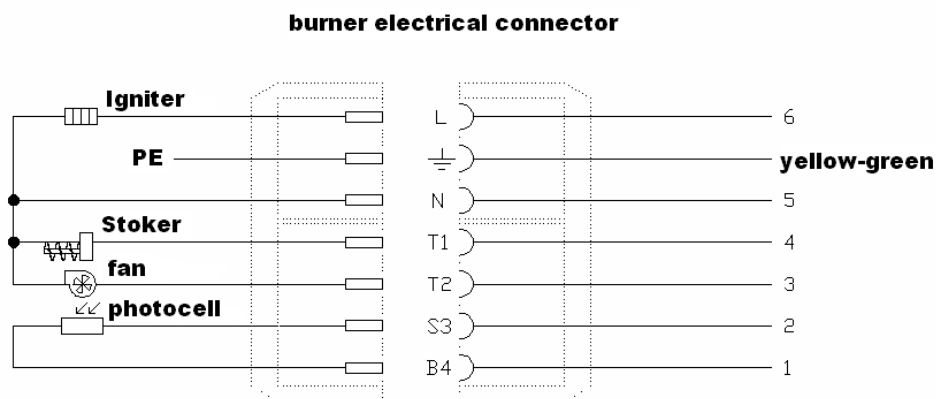 burner electrical connector
Igniter L 6
PE yellow-green
N 5
Stoker T1 4
fan T2 3
photocell S3 2
B4 1